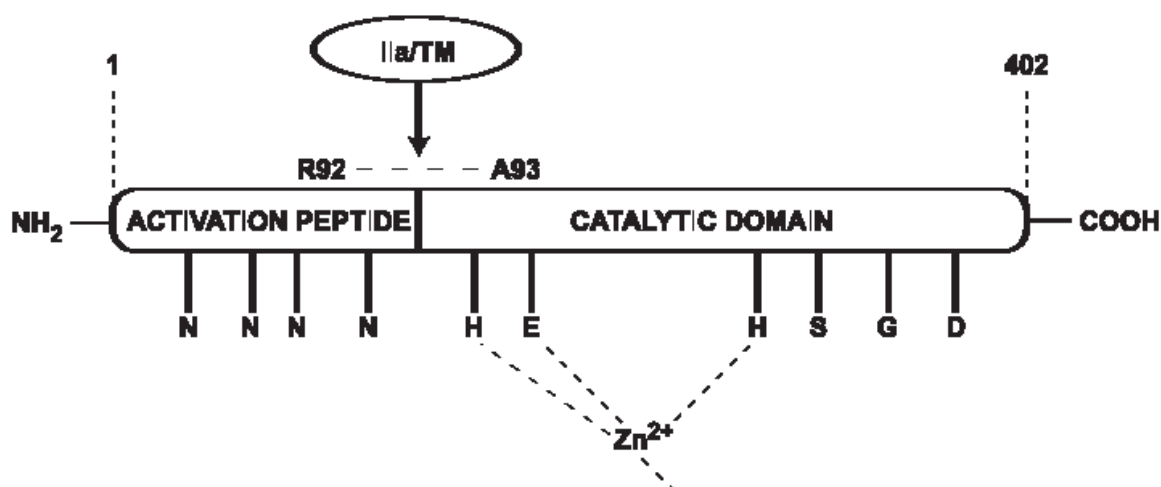 IIa/TM
1 402
R92 A93
NH2 ACTIVATION PEPTIDE CATALYTIC DOMAIN COOH
N N N N H E H S G D
Zn2+